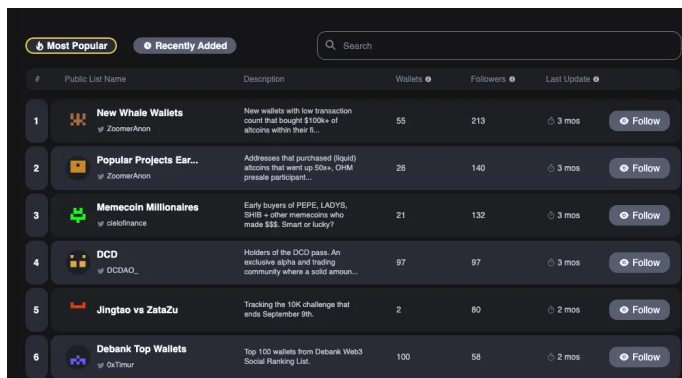 Most Popular
Recently Added
Search
# Public List Name Description Wallets Followers Last Update
1 New Whale Wallets
ZoomerAnon
New wallets with low transaction
count that bought $100k+ of
altcoins within their fi...
55 213 3 mos Follow
2 Popular Projects Ear...
ZoomerAnon
Addresses that purchased (liquid)
altcoins that went up 50x+, OHM
presale participant...
26 140 3 mos Follow
3 Memecoin Millionaires
cielofinance
Early buyers of PEPE, LADYS,
SHIB + other memecoins who
made $$$. Smart or lucky?
21 132 3 mos Follow
4 DCD
DCDAO_
Holders of the DCD pass. An
exclusive alpha and trading
community where a solid amoun...
97 97 3 mos Follow
5 Jingtao vs ZataZu
Tracking the 10K challenge that
ends September 9th.
2 80 2 mos Follow
6 Debank Top Wallets
0xTimur
Top 100 wallets from Debank Web3
Social Ranking List.
100 58 2 mos Follow